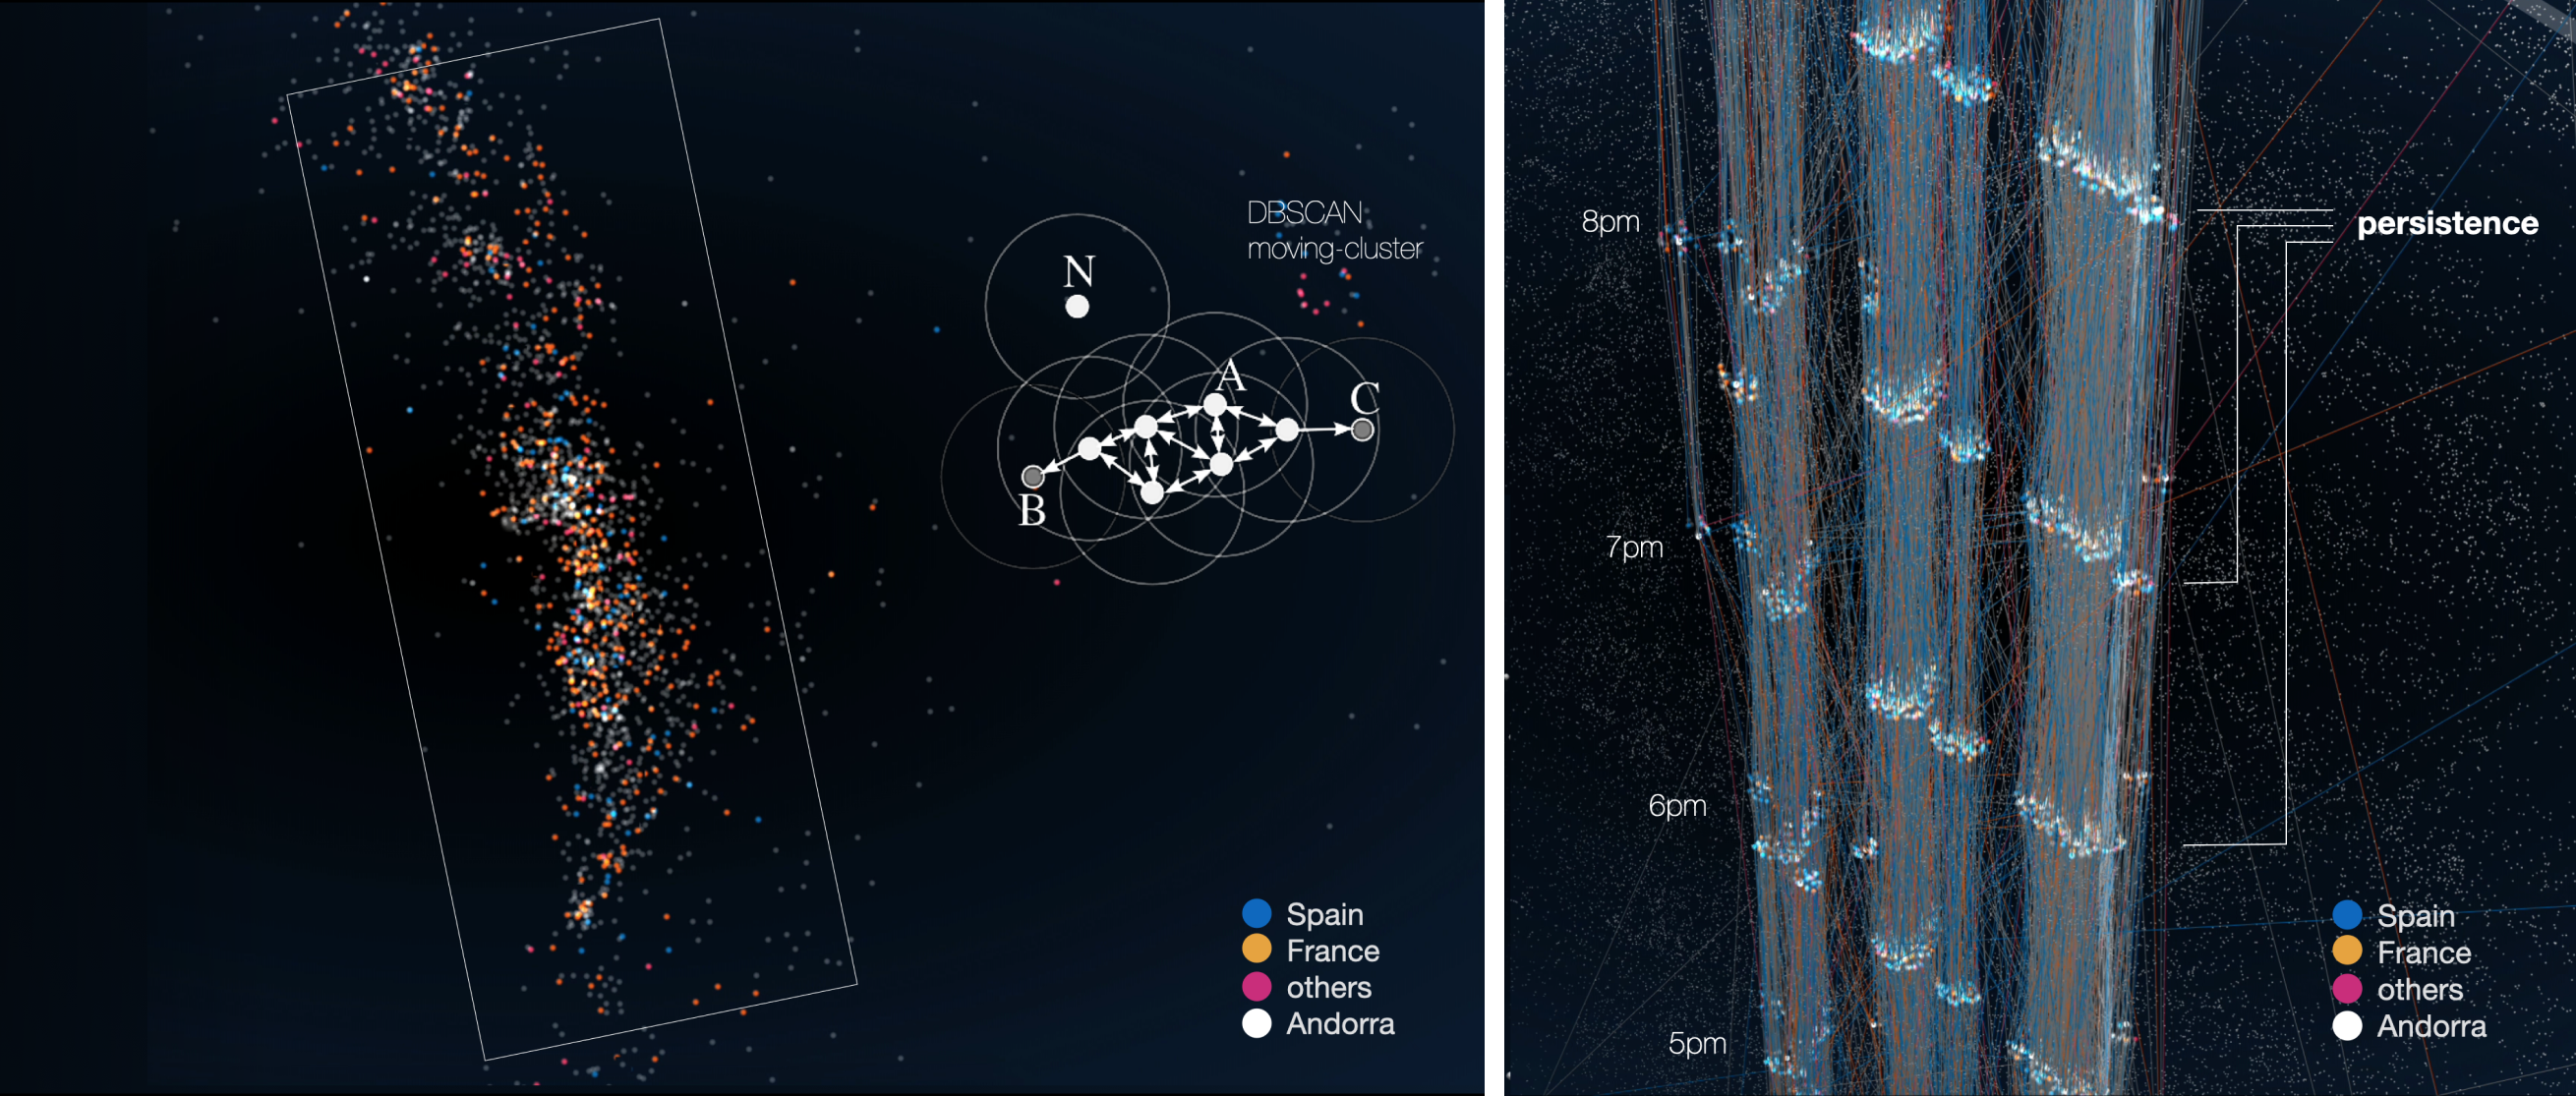 DBSCAN
moving-cluster
N
A
C
B
Spain
France
others
Andorra
8pm
persistence
7pm
6pm
5pm
Spain
France
others
Andorra